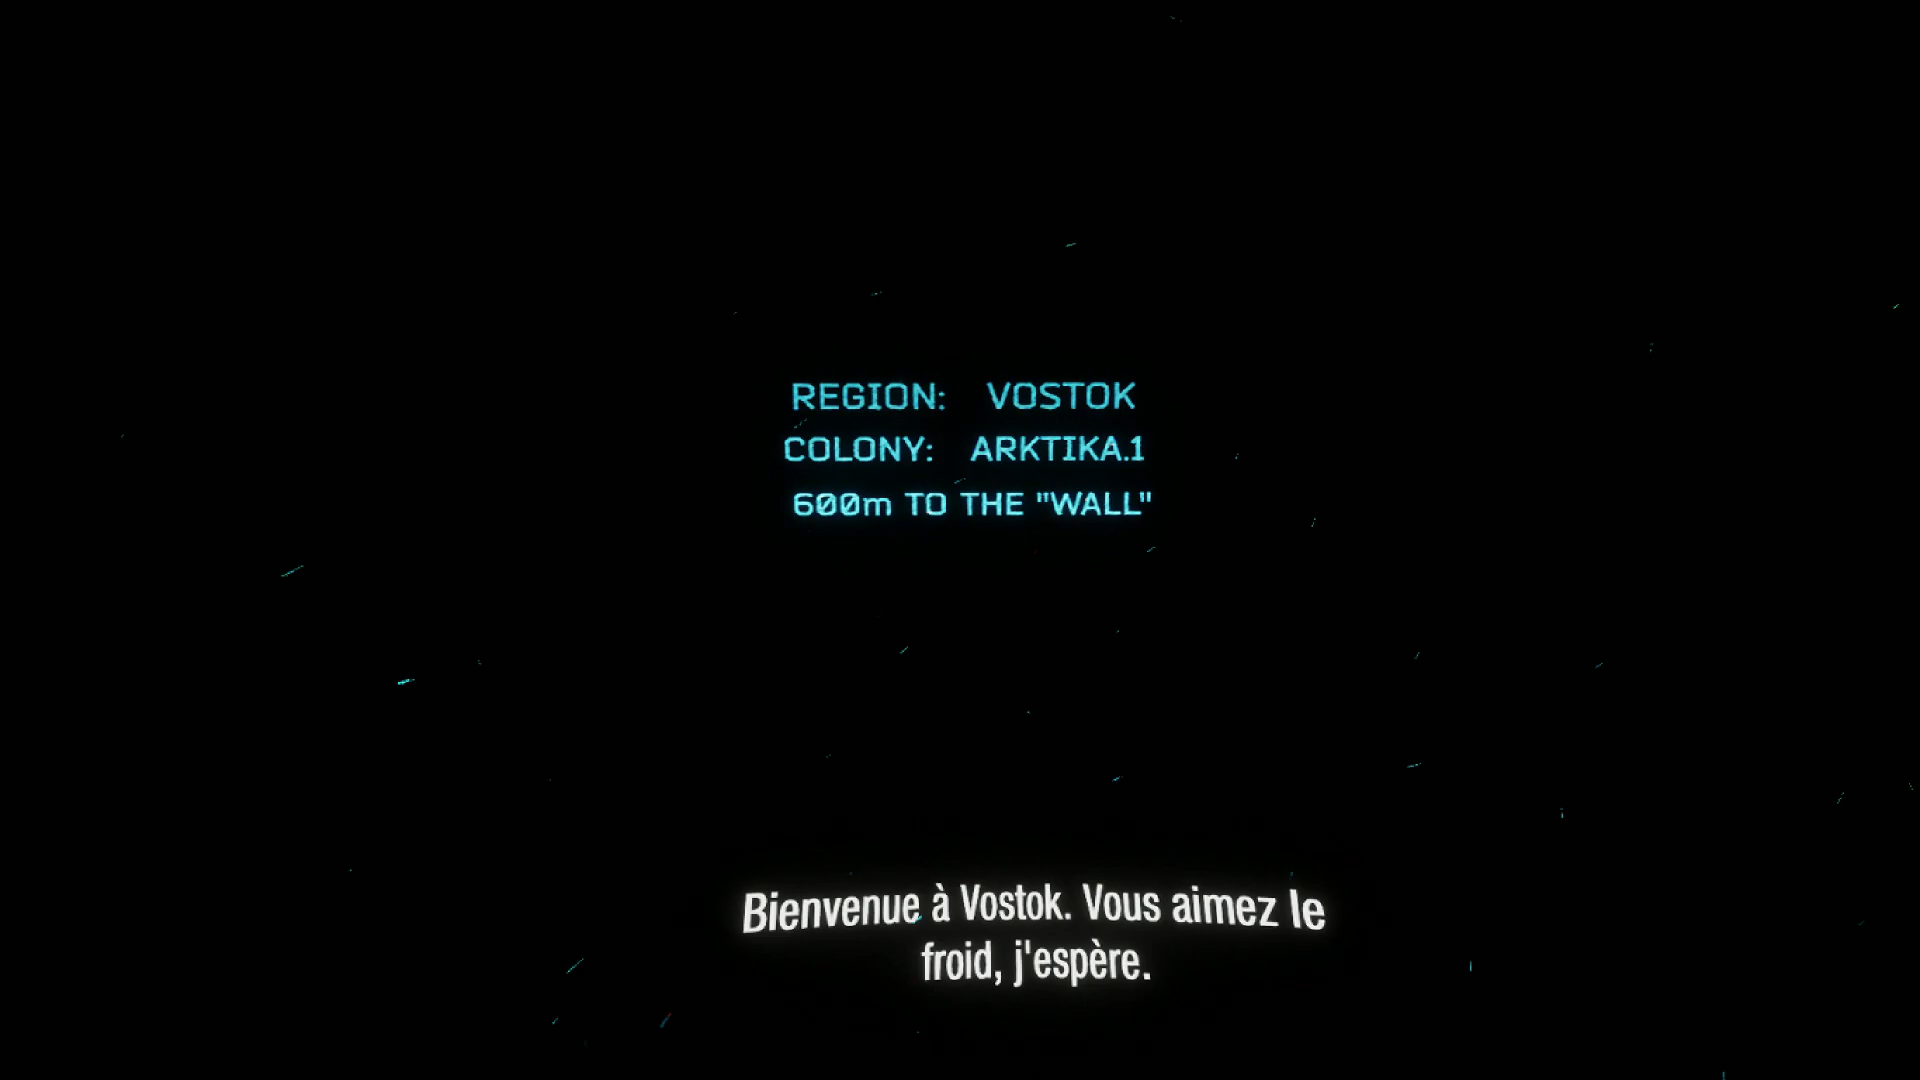 REGION: VOSTOK
COLONY: ARKTIKA.1
600m TO THE "WALL"
Bienvenue à Vostok. Vous aimez le
froid, j'espère.